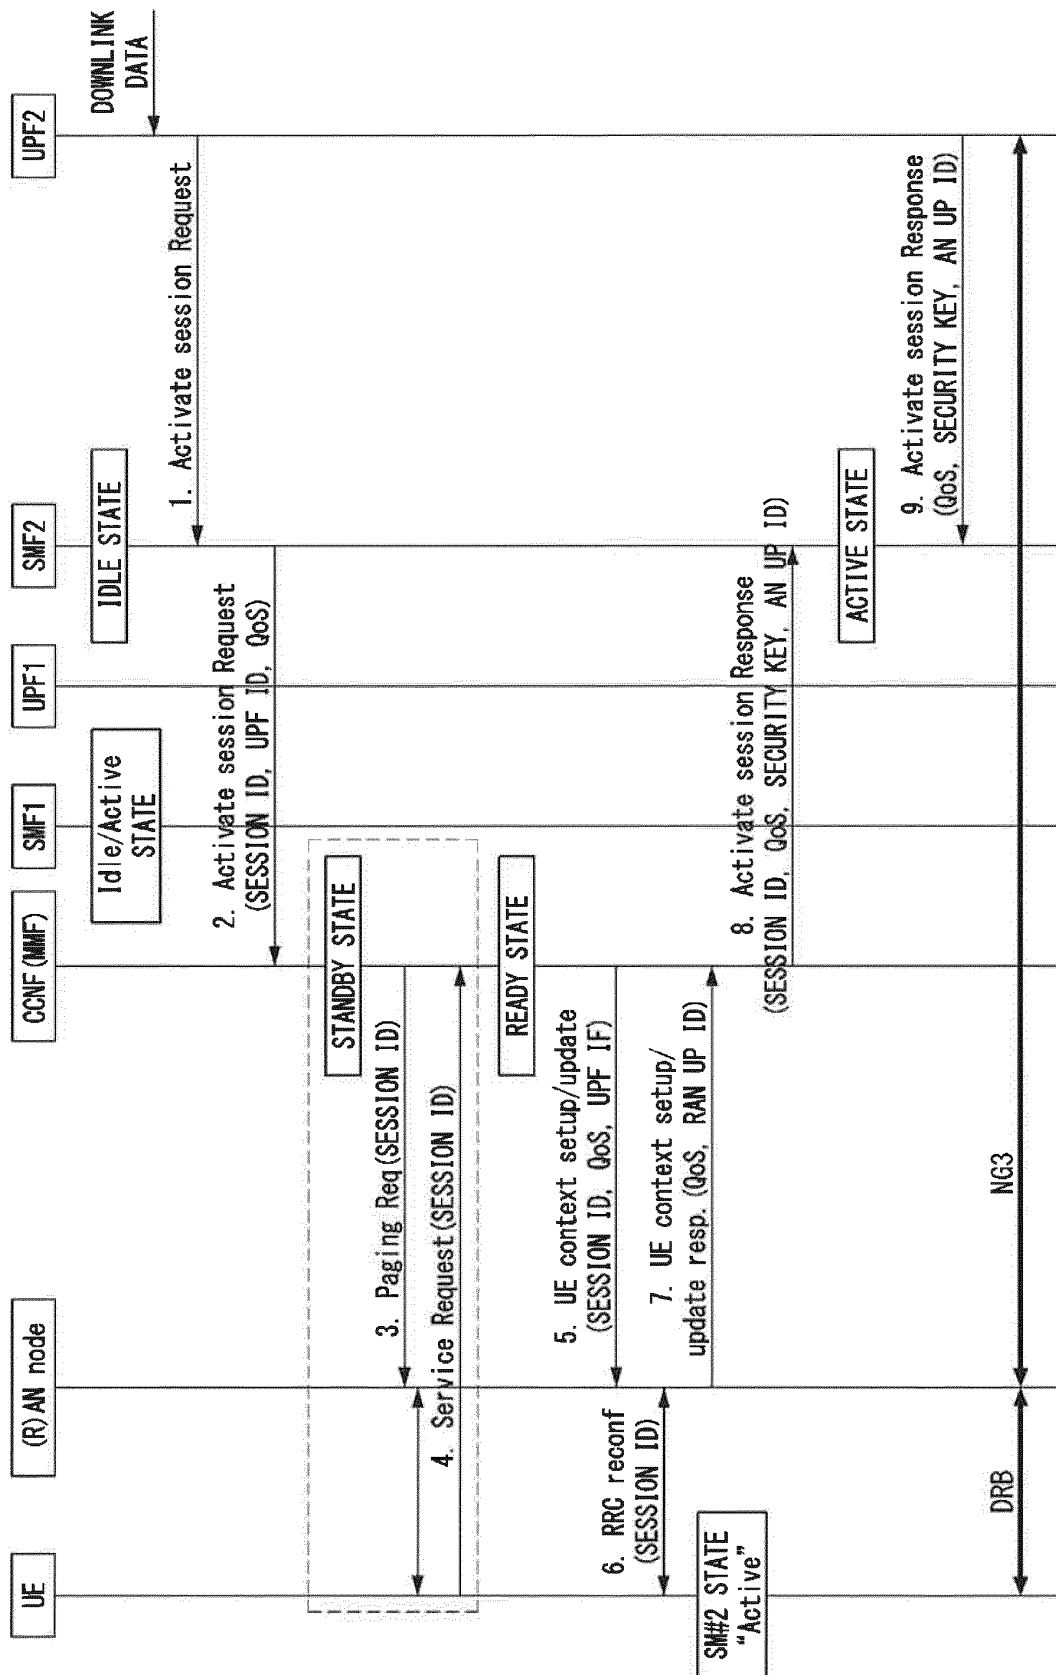 UE
(R)AN node
CCNF(MMF)
SMF1
UPF1
SMF2
UPF2
DOWNLINK
DATA
Idle/Active
STATE
IDLE STATE
1. Activate session Request
2. Activate session Request
(SESSION ID, UPF ID, QoS)
STANDBY STATE
3. Paging Req(SESSION ID)
4. Service Request(SESSION ID)
READY STATE
5. UE context setup/update
(SESSION ID, QoS, UPF IF)
6. RRC reconf
(SESSION ID)
7. UE context setup/
update resp. (QoS, RAN UP ID)
SM#2 STATE
“Active”
8. Activate session Response
(SESSION ID, QoS, SECURITY KEY, AN UP ID)
ACTIVE STATE
9. Activate session Response
(QoS, SECURITY KEY, AN UP ID)
DRB
NG3